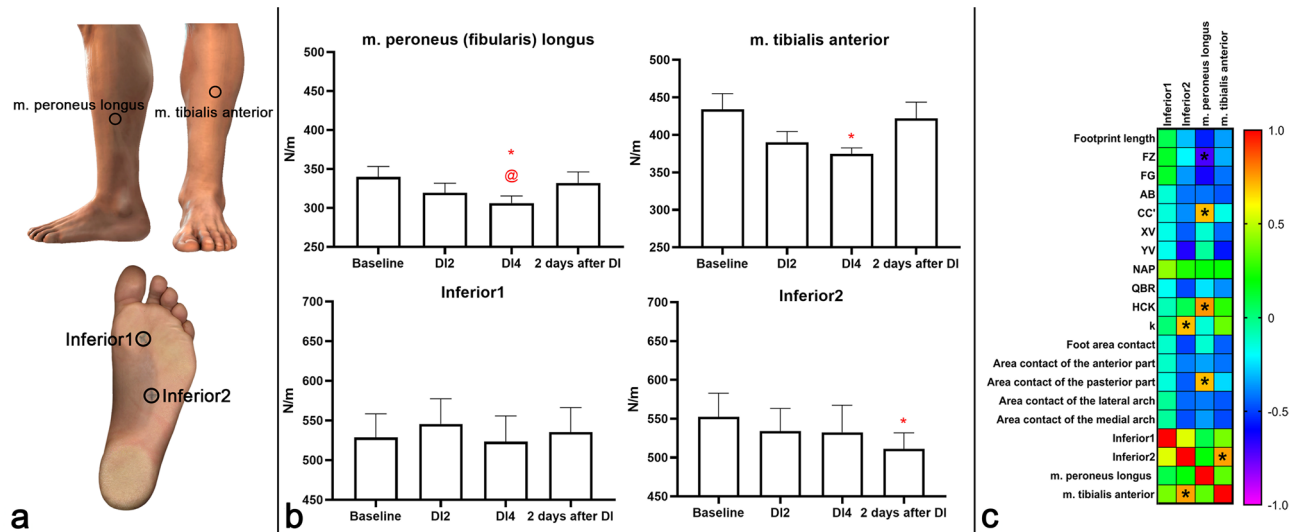 m. peroneus longus
m. tibialis anterior
Inferior1
Inferior2
a
m. peroneus (fibularis) longus
N/m
500
450
400
350
300
250
*
@
Baseline
DI2
DI4
2 days after DI
m. tibialis anterior
N/m
500
450
400
350
300
250
*
Baseline
DI2
DI4
2 days after DI
Inferior1
N/m
700
650
600
550
500
450
Baseline
DI2
DI4
2 days after DI
Inferior2
N/m
700
650
600
550
500
450
*
Baseline
DI2
DI4
2 days after DI
b
Inferior1
Inferior2
m. peroneus longus
m. tibialis anterior
Footprint length
FZ *
FG
AB
CC' *
XV
YV
NAP
QBR
HCK *
k *
Foot area contact
Area contact of the anterior part
Area contact of the pasterior part *
Area contact of the lateral arch
Area contact of the medial arch
Inferior1
Inferior2 *
m. peroneus longus
m. tibialis anterior *
1.0
0.5
0
-0.5
-1.0
c